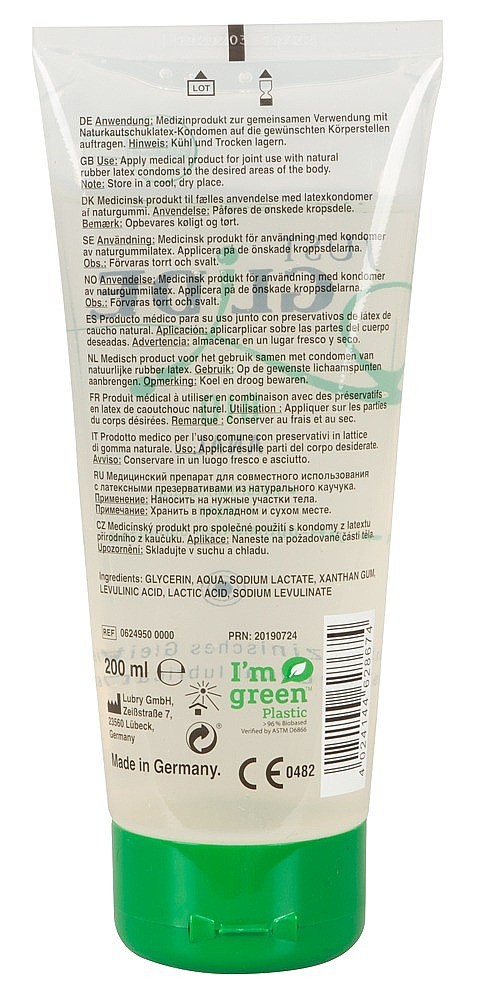 LOT
DE Anwendung: Medizinprodukt zur gemeinsamen Verwendung mit
Naturkautschuklatex-Kondomen auf die gewünschten Körperstellen
auftragen. Hinweis: Kühl und Trocken lagern.
GB Use: Apply medical product for joint use with natural
rubber latex condoms to the desired areas of the body.
Note: Store in a cool, dry place.
DK Medicinsk produkt til fælles anvendelse med latexkondomer
af naturgummi. Anvendelse: Påføres de ønskede kropsdele.
Bemærk: Opbevares køligt og tørt.
SE Användning: Medicinsk produkt för användning med kondomer
av naturgummilatex. Applicera på de önskade kroppsdelarna.
Obs.: Förvaras torrt och svalt.
NO Anvendelse: Medicinsk produkt för användning med kondomer
av naturgummilatex. Applicera på de önskade kroppsdelarna.
Obs.: Förvaras torrt och svalt.
ES Producto médico para su uso junto con preservativos de látex de
caucho natural. Aplicación: aplicarplicar sobre las partes del cuerpo
deseadas. Advertencia: almacenar en un lugar fresco y seco.
NL Medisch product voor het gebruik samen met condomen van
natuurlijke rubber latex. Gebruik: Op de gewenste lichaamspunten
aanbrengen. Opmerking: Koel en droog bewaren.
FR Produit médical à utiliser en combinaison avec des préservatifs
en latex de caoutchouc naturel. Utilisation : Appliquer sur les parties
du corps désirées. Remarque : Conserver au frais et au sec.
IT Prodotto medico per l'uso comune con preservativi in lattice
di gomma naturale. Uso: Applicaresulle parti del corpo desiderate.
Avviso: Conservare in un luogo fresco e asciutto.
RU Медицинский препарат для совместного использования
с латексными презервативами из натурального каучука.
Применение: Наносить на нужные участки тела.
Примечание: Хранить в прохладном и сухом месте.
CZ Medicinský produkt pro společné použití s kondomy z latextu
přirodního z kaučuku. Aplikace: Naneste na požadované části těla.
Upozornění: Skladujte v suchu a chladu.
Ingredients: GLYCERIN, AQUA, SODIUM LACTATE, XANTHAN GUM,
LEVULINIC ACID, LACTIC ACID, SODIUM LEVULINATE
REF 0624950 0000 PRN: 20190724
200 ml
I'm
green™
Plastic
>96% Biobased
Verified by ASTM D6866
Lubry GmbH,
Zeißstraße 7,
23560 Lübeck,
Germany
Made in Germany.
CE 0482
4 024144 628674